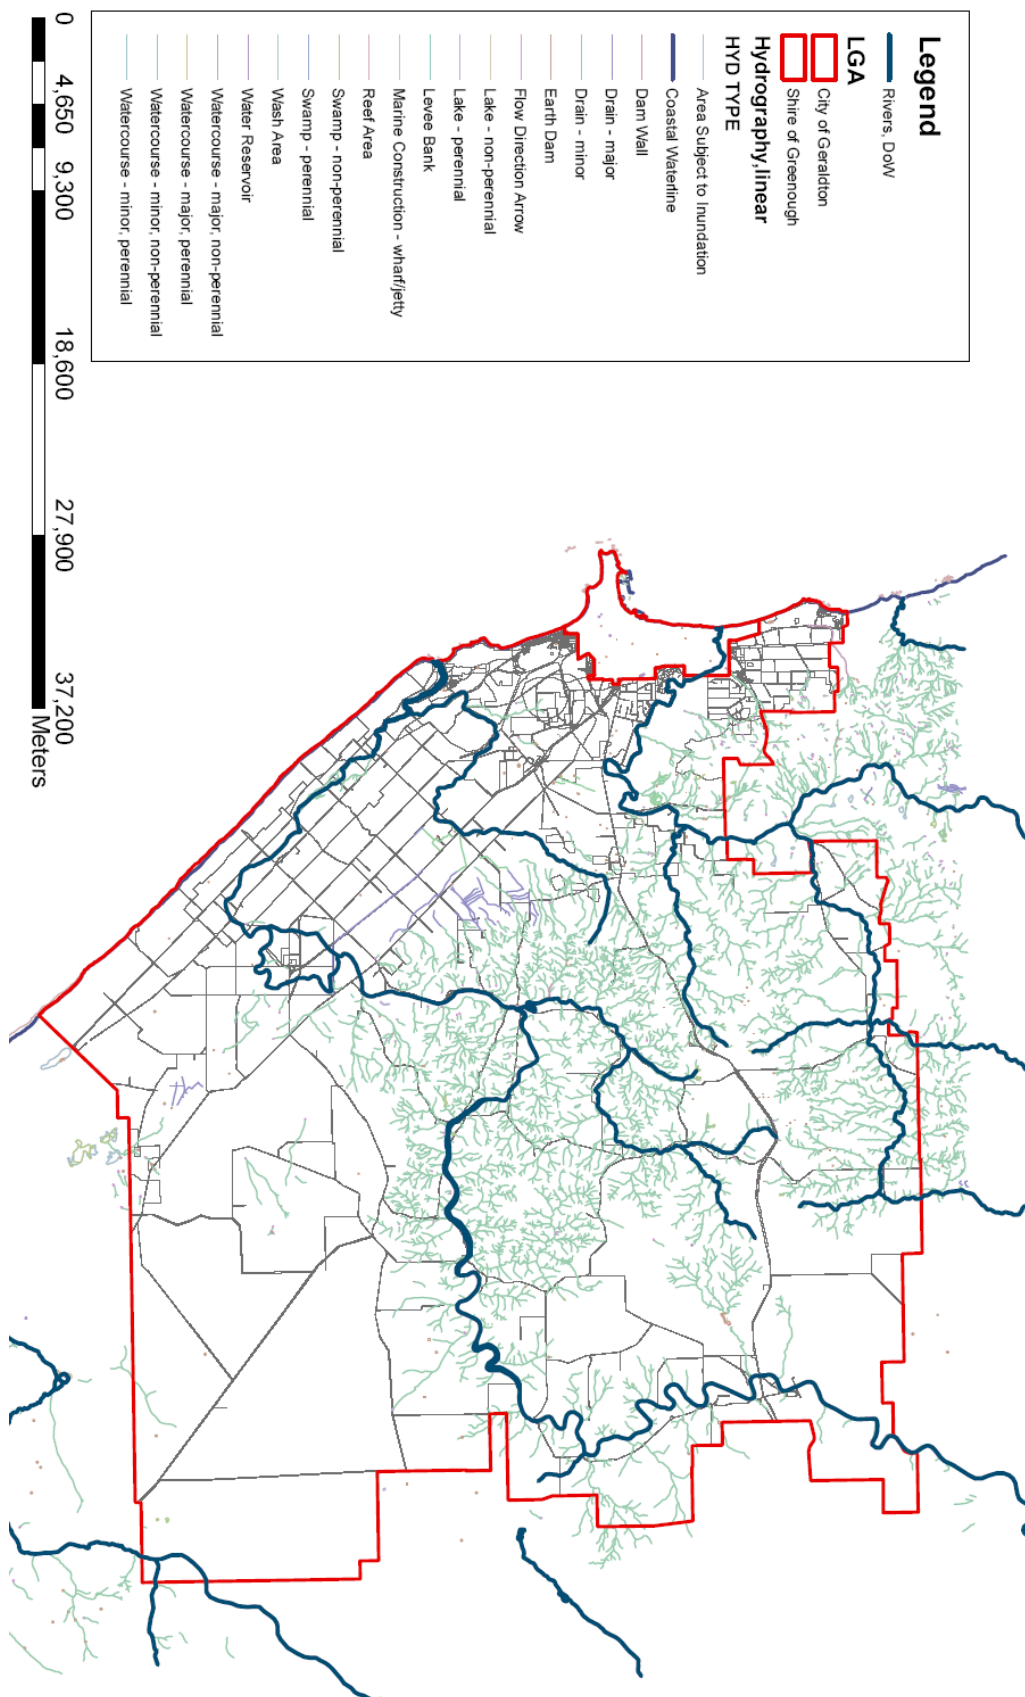 Legend
Rivers, DoW
LGA
City of Geraldton
Shire of Greenough
Hydrography,linear
HYD TYPE
Area Subject to Inundation
Coastal Waterline
Dam Wall
Drain - major
Drain - minor
Earth Dam
Flow Direction Arrow
Lake - non-perennial
Lake - perennial
Levee Bank
Marine Construction - wharf/jetty
Reef Area
Swamp - non-perennial
Swamp - perennial
Wash Area
Water Reservoir
Watercourse - major, non-perennial
Watercourse - major, perennial
Watercourse - minor, non-perennial
Watercourse - minor, perennial
0 4,650 9,300 18,600 27,900 37,200
Meters